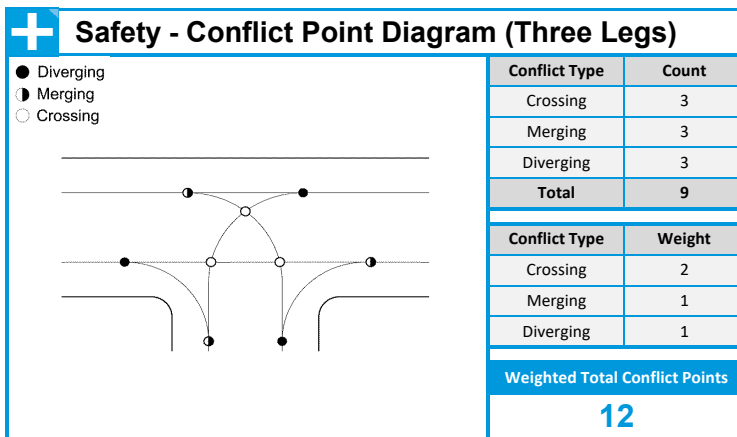 Safety - Conflict Point Diagram (Three Legs)
Diverging
Merging
Crossing
Conflict Type Count
Crossing 3
Merging 3
Diverging 3
Total 9
Conflict Type Weight
Crossing 2
Merging 1
Diverging 1
Weighted Total Conflict Points
12